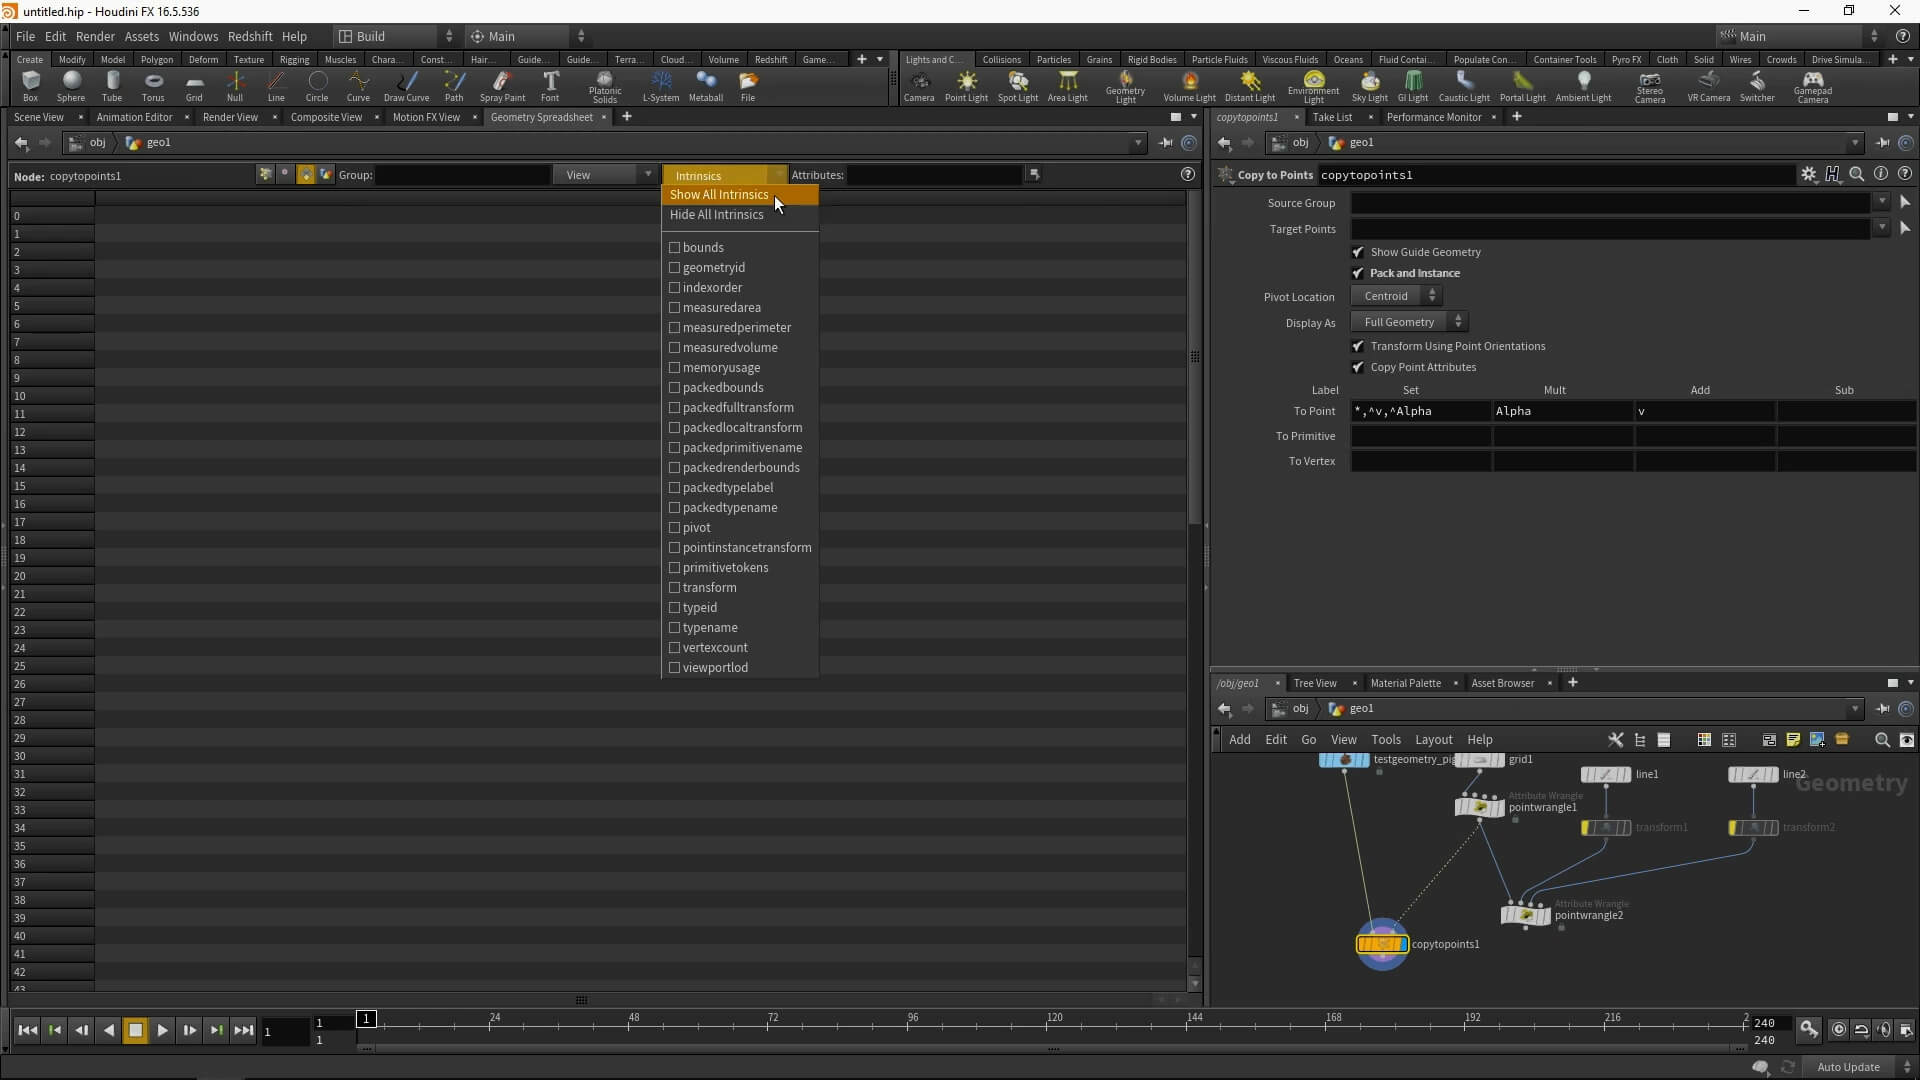 untitled.hip - Houdini FX 16.5.536
File Edit Render Assets Windows Redshift Help Build Main Main
Create Modify Model Polygon Deform Texture Rigging Muscles Chara... Const... Hair... Guide... Guide... Terra... Cloud... Volume Redshift Game...
Lights and C... Collisions Particles Grains Rigid Bodies Particle Fluids Viscous Fluids Oceans Fluid Contai... Populate Con... Container Tools Pyro FX Cloth Solid Wires Crowds Drive Simula...
Box Sphere Tube Torus Grid Null Line Circle Curve Draw Curve Path Spray Paint Font Platonic Solids L-System Metaball File
Camera Point Light Spot Light Area Light Geometry Light Volume Light Distant Light Environment Light Sky Light GI Light Caustic Light Portal Light Ambient Light Stereo Camera VR Camera Switcher Gamepad Camera
Scene View Animation Editor Render View Composite View Motion FX View Geometry Spreadsheet
obj geo1
Node: copytopoints1 Group: View Intrinsics Attributes:
Show All Intrinsics
Hide All Intrinsics
bounds
geometryid
indexorder
measuredarea
measuredperimeter
measuredvolume
memoryusage
packedbounds
packedfulltransform
packedlocaltransform
packedprimitivename
packedrenderbounds
packedtypelabel
packedtypename
pivot
pointinstancetransform
primitivetokens
transform
typeid
typename
vertexcount
viewportlod
0
1
2
3
4
5
6
7
8
9
10
11
12
13
14
15
16
17
18
19
20
21
22
23
24
25
26
27
28
29
30
31
32
33
34
35
36
37
38
39
40
41
42
43
copytopoints1 Take List Performance Monitor
obj geo1
Copy to Points copytopoints1
Source Group
Target Points
Show Guide Geometry
Pack and Instance
Pivot Location Centroid
Display As Full Geometry
Transform Using Point Orientations
Copy Point Attributes
Label Set Mult Add Sub
To Point *,^v,^Alpha Alpha v
To Primitive
To Vertex
/obj/geo1 Tree View Material Palette Asset Browser
obj geo1
Add Edit Go View Tools Layout Help
testgeometry_pig grid1
line1 line2
Geometry
Attribute Wrangle
pointwrangle1
transform1 transform2
Attribute Wrangle
pointwrangle2
copytopoints1
1 1 1 1 24 48 72 96 120 144 168 192 216 2 240
240
Auto Update